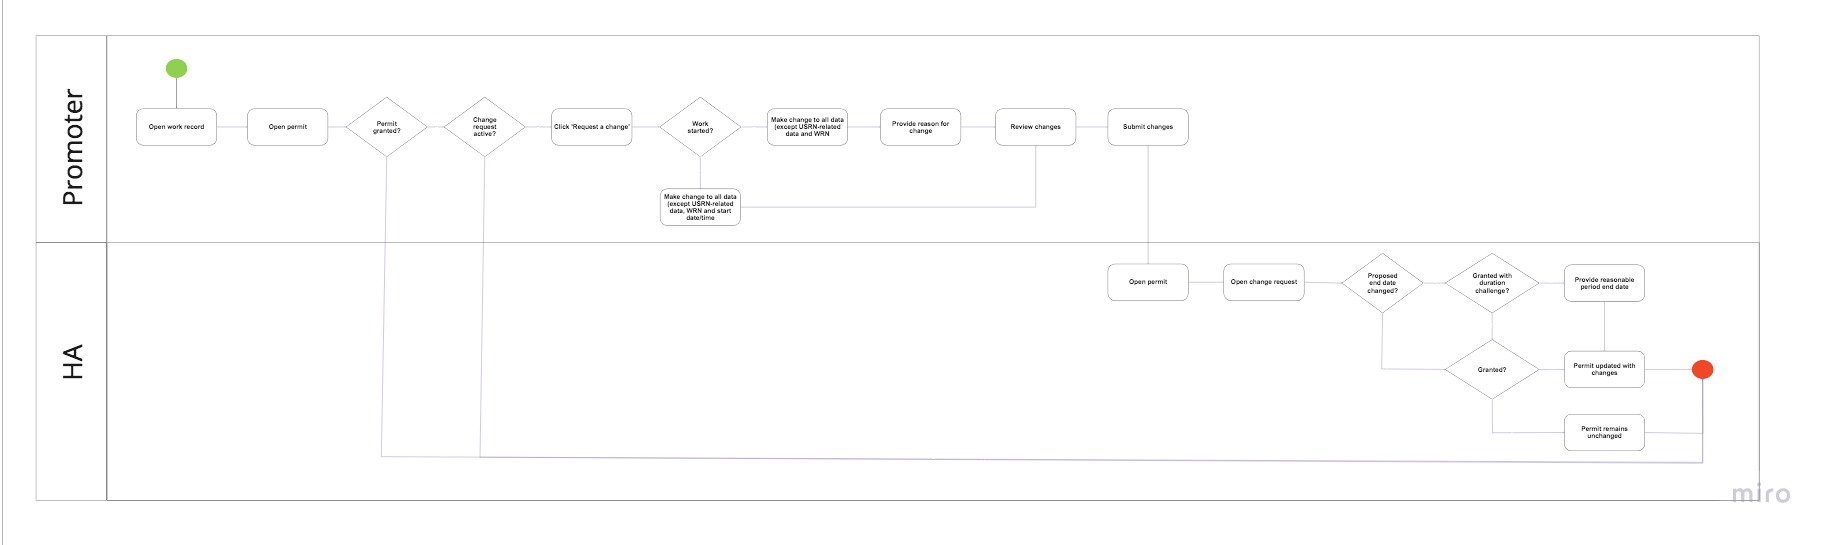 Promoter
Open work record
Open permit
Permit
granted?
Change
request
active?
Click 'Request a change'
Work
started?
Make change to all data
(except USRN-related
data and WRN
Provide reason for
change
Review changes
Submit changes
Make change to all data
(except USRN-related
data, WRN and start
date/time
HA
Open permit
Open change request
Proposed
end date
changed?
Granted with
duration
challenge?
Provide reasonable
period end date
Granted?
Permit updated with
changes
Permit remains
unchanged
miro